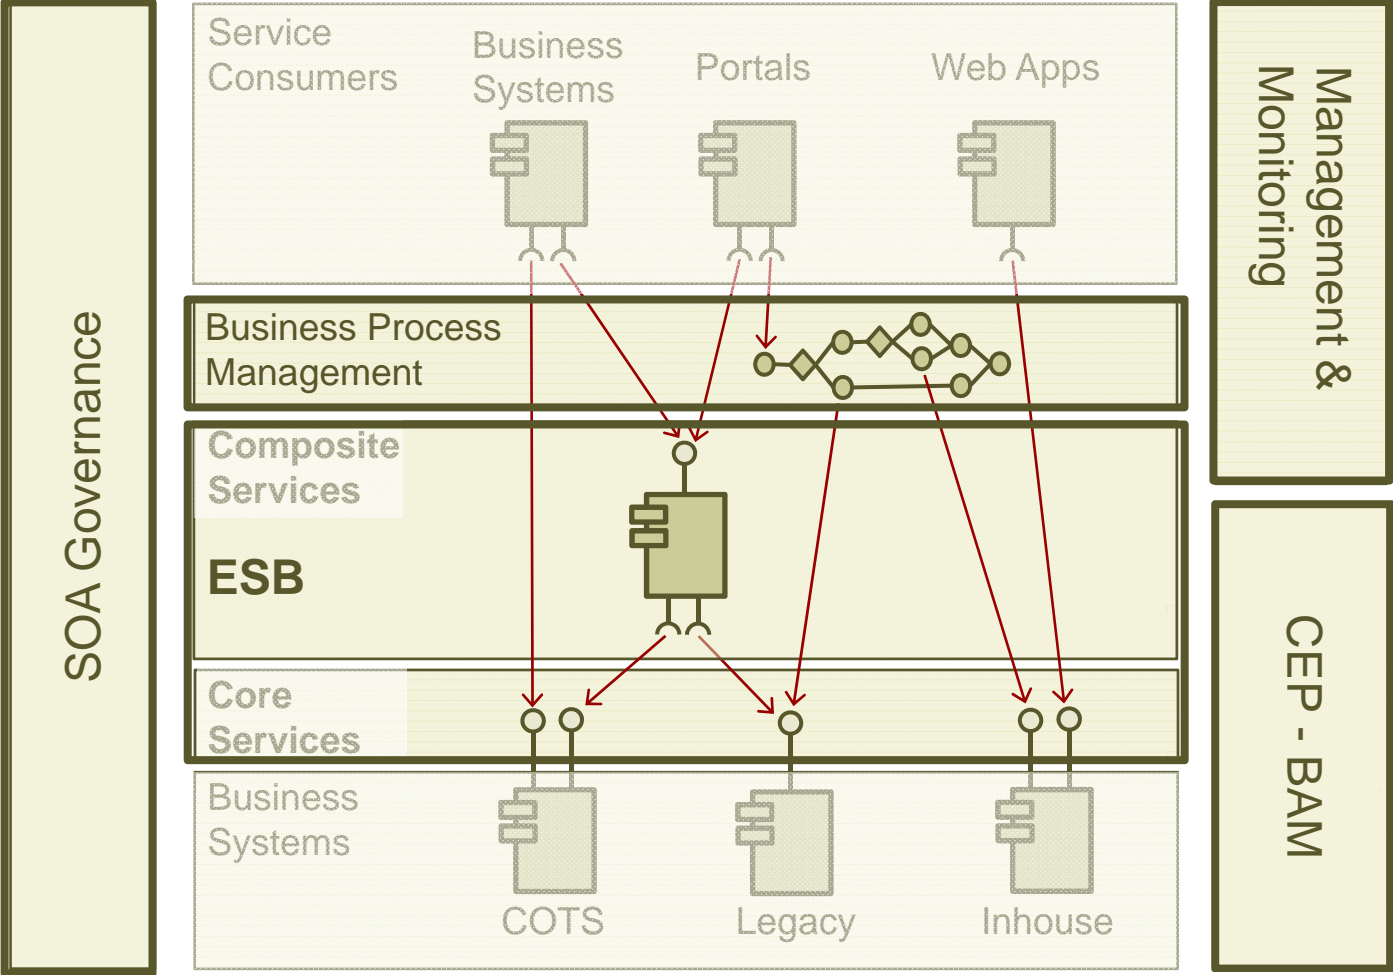 SOA Governance
Service
Consumers
Business
Systems
Portals
Web Apps
Management &
Monitoring
Business Process
Management
Composite
Services
ESB
Core
Services
CEP - BAM
Business
Systems
COTS
Legacy
Inhouse